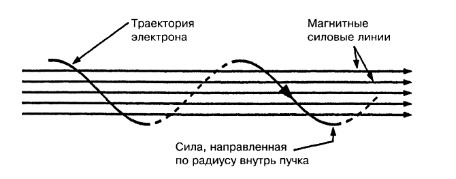 Траектория
электрона
Магнитные
силовые линии
Сила, направленная
по радиусу внутрь пучка